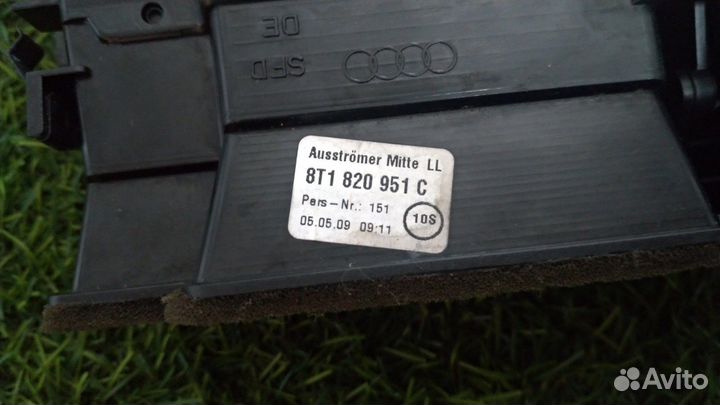 DE
SFD
Ausströmer Mitte LL
8T1 820 951 C
Pers-Nr.: 151
05.05.09 09:11
10S
Avito